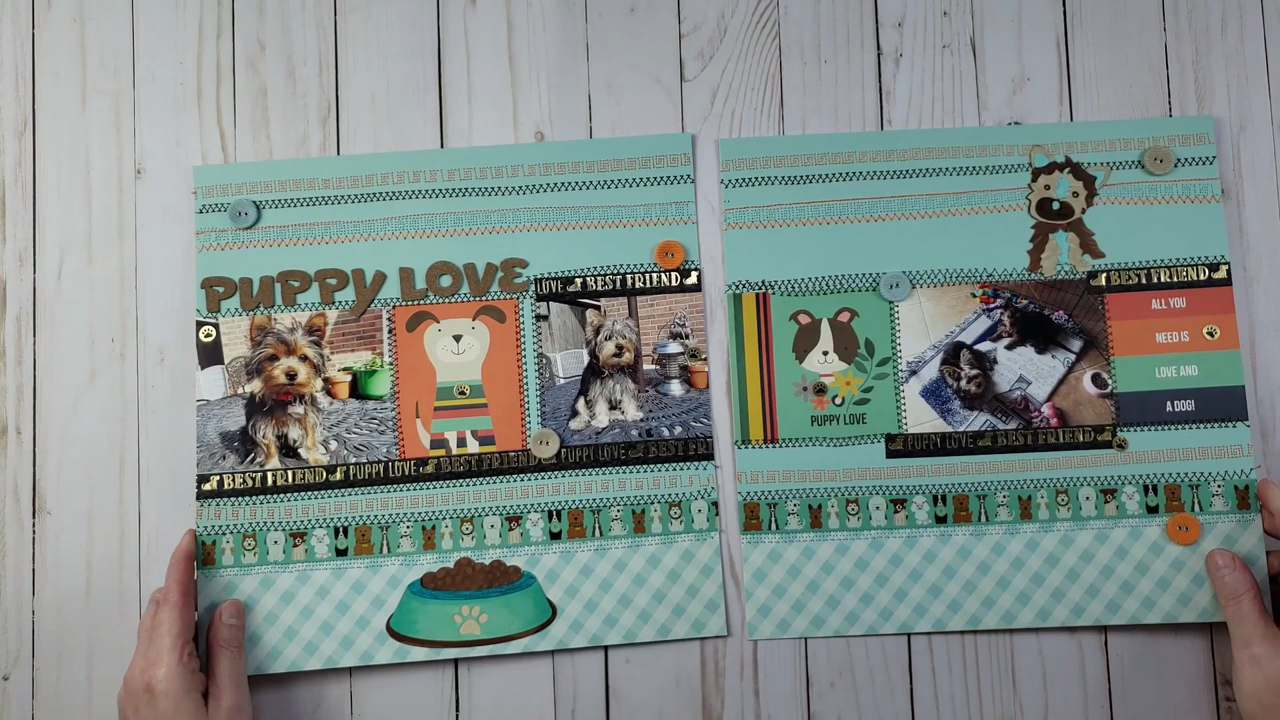 PUPPY LOVE
LOVE BEST FRIEND
BEST FRIEND PUPPY LOVE BEST FRIEND PUPPY LOVE BEST FRI
BEST FRIEND
ALL YOU
NEED IS
LOVE AND
A DOG!
PUPPY LOVE
PUPPY LOVE BEST FRIEND